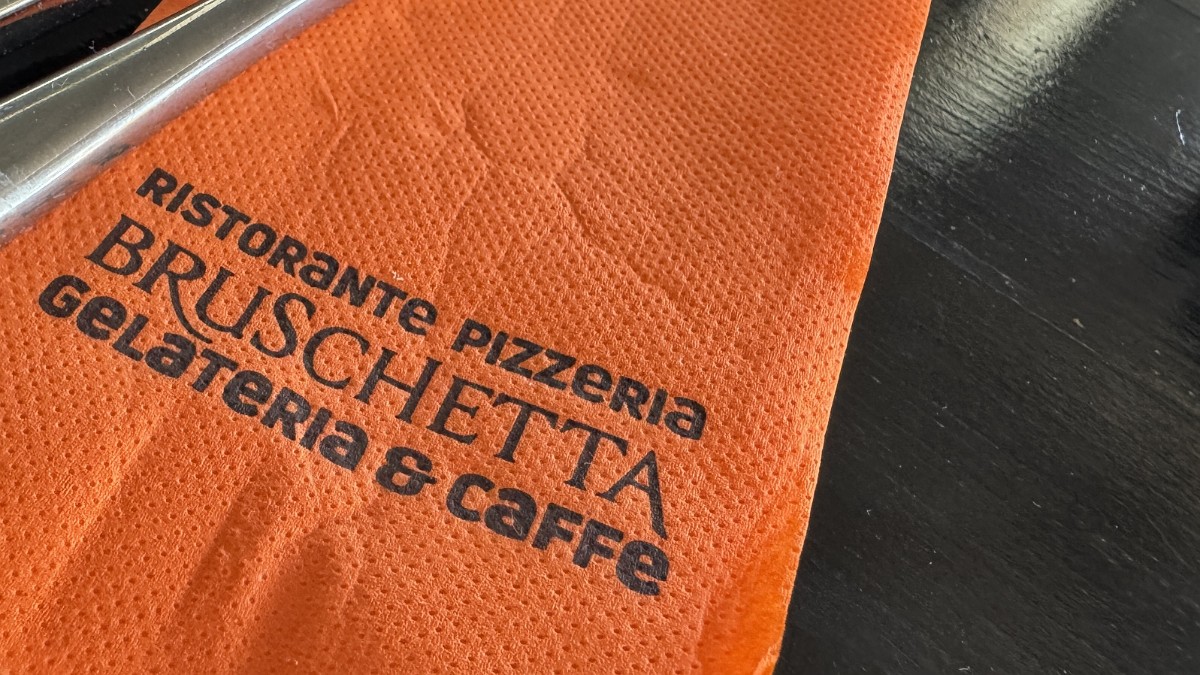 RISTORANTE PIZZERIA
BRUSCHETTA
GELATERIA & CAFFE